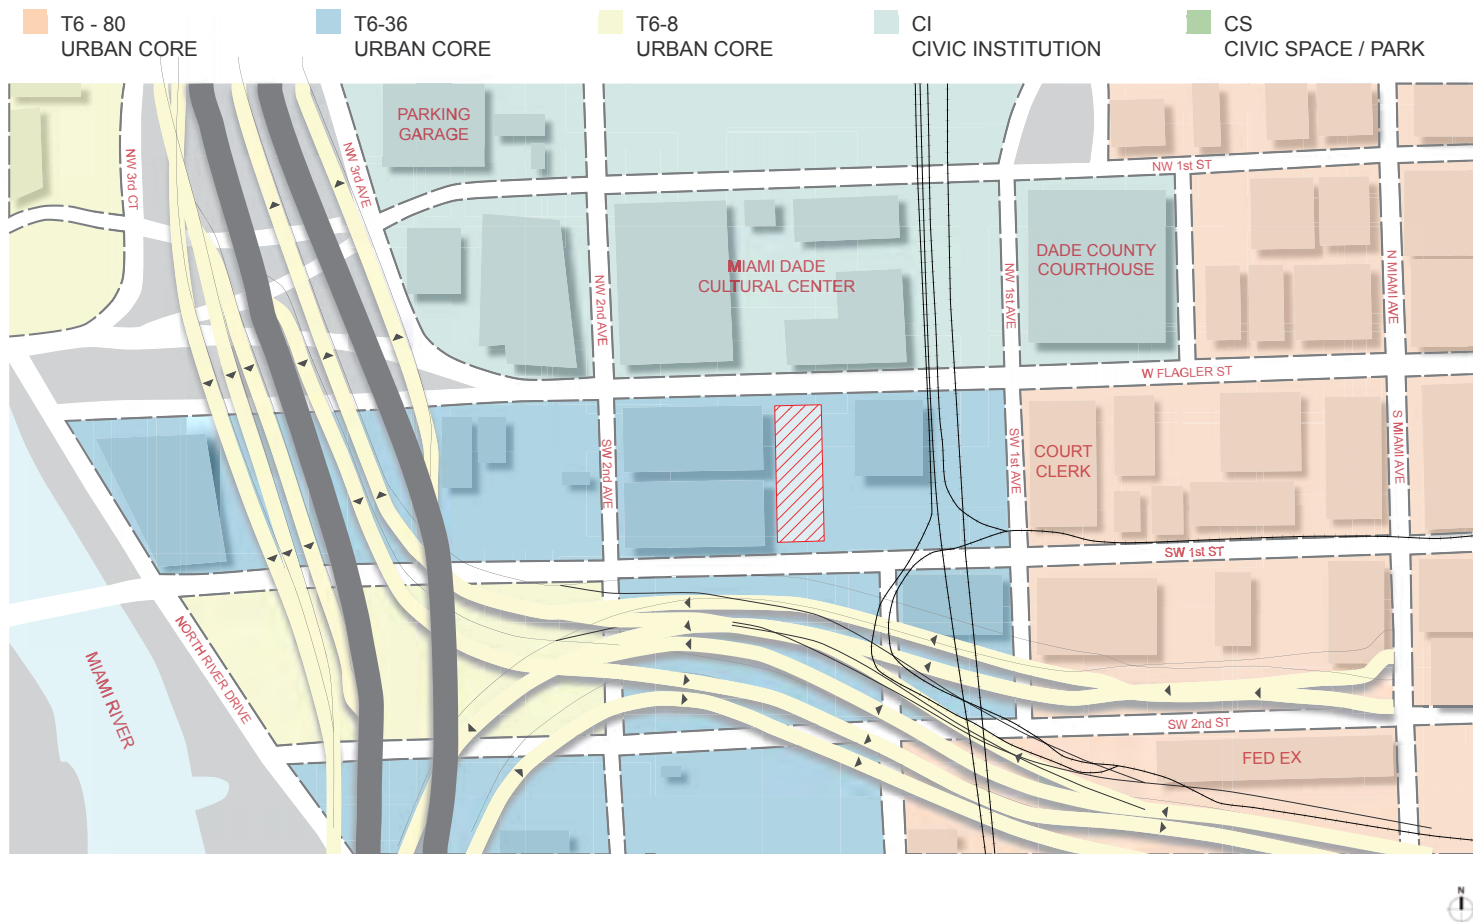 T6 - 80
URBAN CORE
T6-36
URBAN CORE
T6-8
URBAN CORE
CI
CIVIC INSTITUTION
CS
CIVIC SPACE / PARK
PARKING
GARAGE
NW 3rd CT
NW 3rd AVE
NW 1st ST
MIAMI DADE
CULTURAL CENTER
DADE COUNTY
COURTHOUSE
NW 2nd AVE
NW 1st AVE
N MIAMI AVE
W FLAGLER ST
SW 2nd AVE
SW 1st AVE
COURT
CLERK
S MIAMI AVE
SW 1st ST
NORTH RIVER DRIVE
MIAMI RIVER
SW 2nd ST
FED EX
N